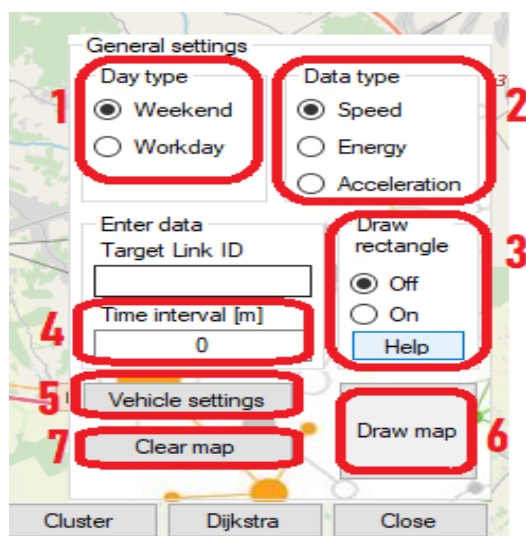 General settings
Day type
Data type
1
Weekend
Speed
2
Workday
Energy
Acceleration
3
Enter data
Draw
Target Link ID
rectangle
3
Off
4
Time interval [m]
On
0
Help
5
Vehicle settings
Draw map
6
7
Clear map
Cluster
Dijkstra
Close